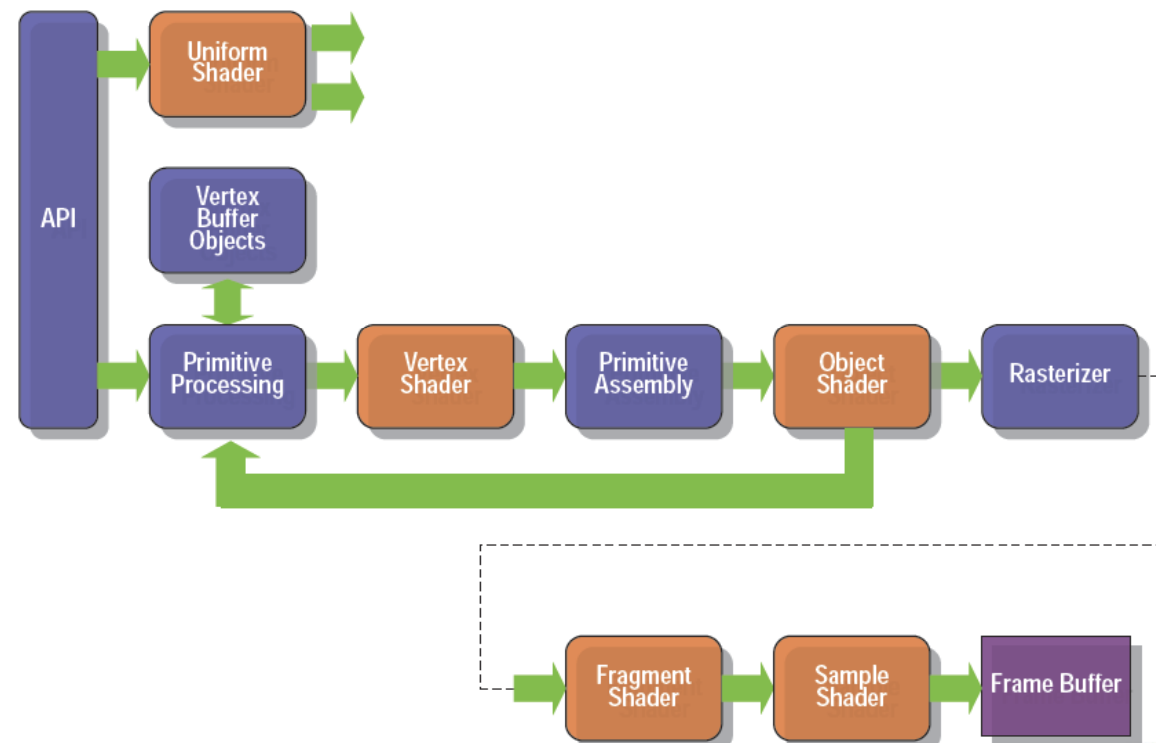 Uniform
Shader
Vertex
Buffer
Objects
API
Primitive
Processing
Vertex
Shader
Primitive
Assembly
Object
Shader
Rasterizer
Fragment
Shader
Sample
Shader
Frame Buffer